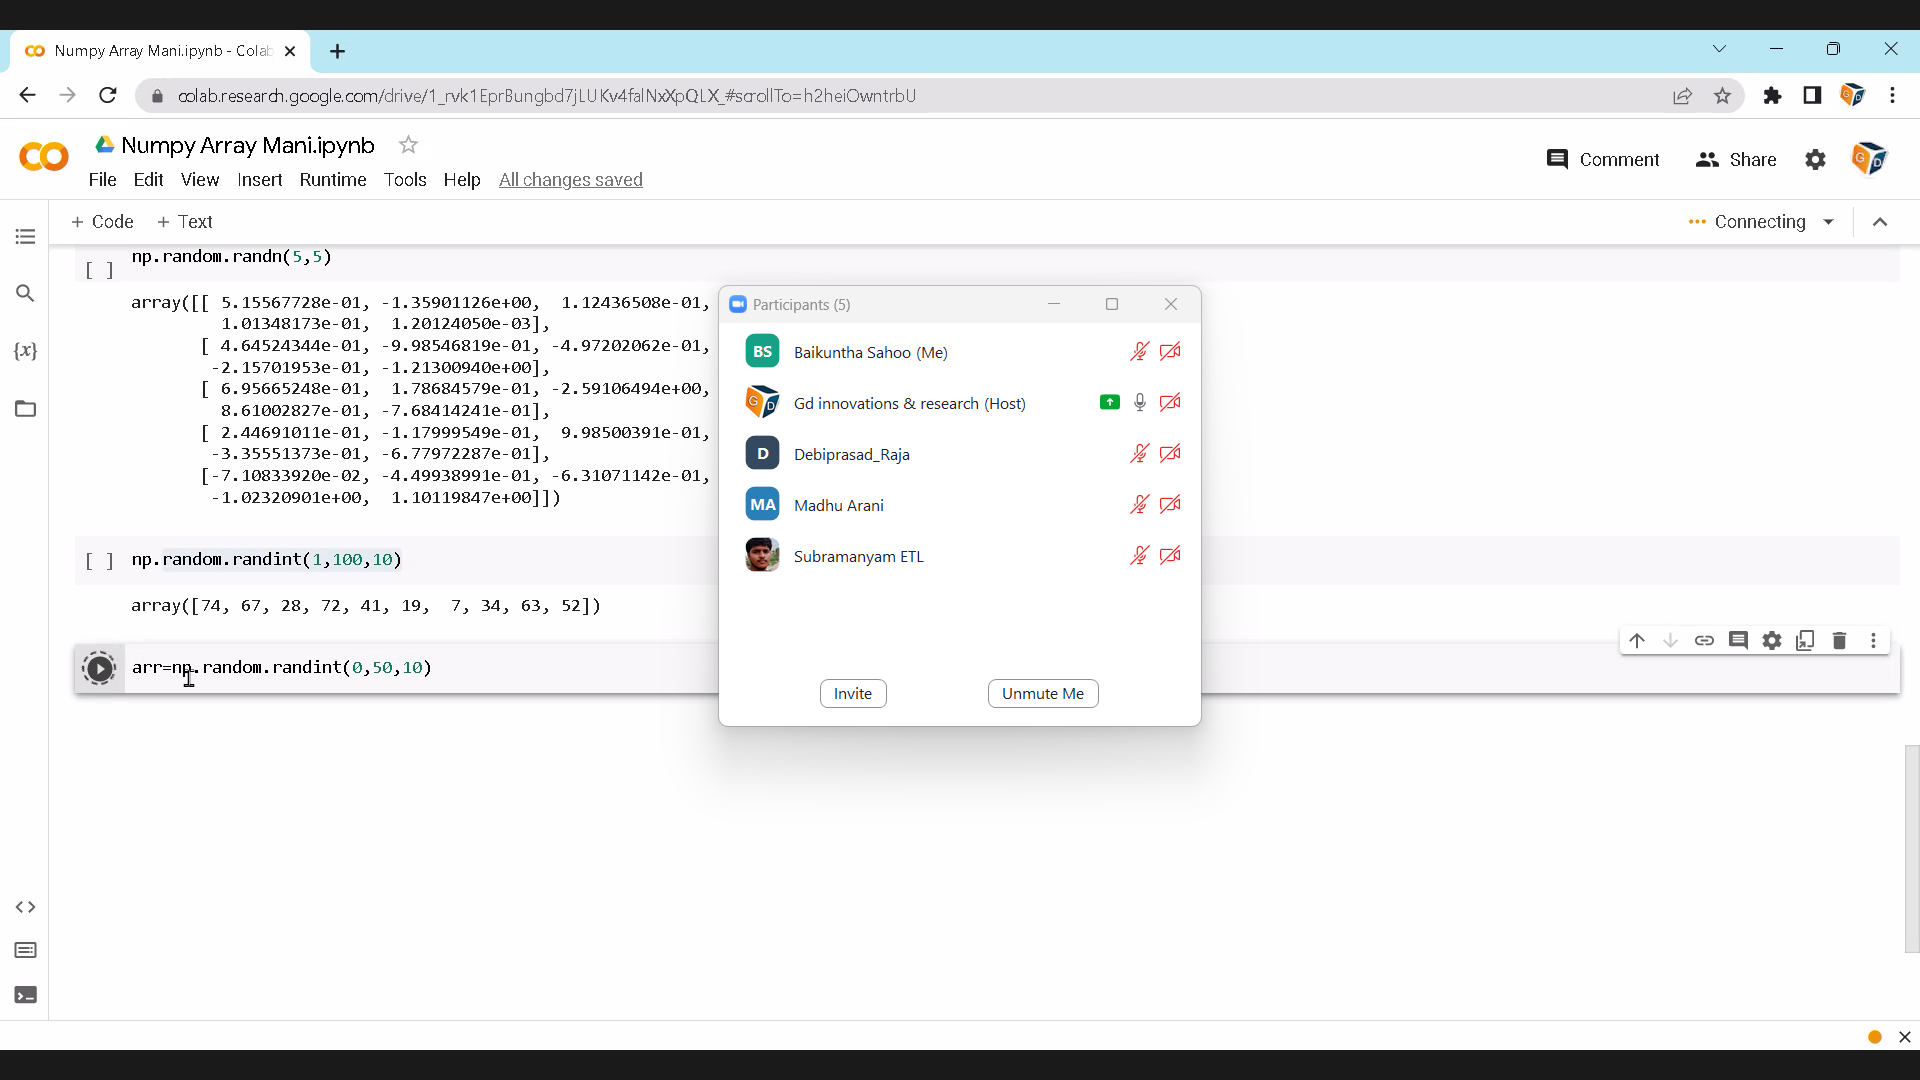 Numpy Array Mani.ipynb - Colab
colab.research.google.com/drive/1_rvk1EprBungbd7jLUKv4falNxXpQLX_#scrollTo=h2heiOwntrbU
Numpy Array Mani.ipynb
File Edit View Insert Runtime Tools Help All changes saved
Comment Share
+ Code + Text
Connecting
[ ] np.random.randn(5,5)
array([[ 5.15567728e-01, -1.35901126e+00, 1.12436508e-01,
1.01348173e-01, 1.20124050e-03],
[ 4.64524344e-01, -9.98546819e-01, -4.97202062e-01,
-2.15701953e-01, -1.21300940e+00],
[ 6.95665248e-01, 1.78684579e-01, -2.59106494e+00,
8.61002827e-01, -7.68414241e-01],
[ 2.44691011e-01, -1.17999549e-01, 9.98500391e-01,
-3.35551373e-01, -6.77972287e-01],
[-7.10833920e-02, -4.49938991e-01, -6.31071142e-01,
-1.02320901e+00, 1.10119847e+00]])
[ ] np.random.randint(1,100,10)
array([74, 67, 28, 72, 41, 19, 7, 34, 63, 52])
arr=np.random.randint(0,50,10)
Participants (5)
BS Baikuntha Sahoo (Me)
GD Gd innovations & research (Host)
D Debiprasad_Raja
MA Madhu Arani
Subramanyam ETL
Invite Unmute Me